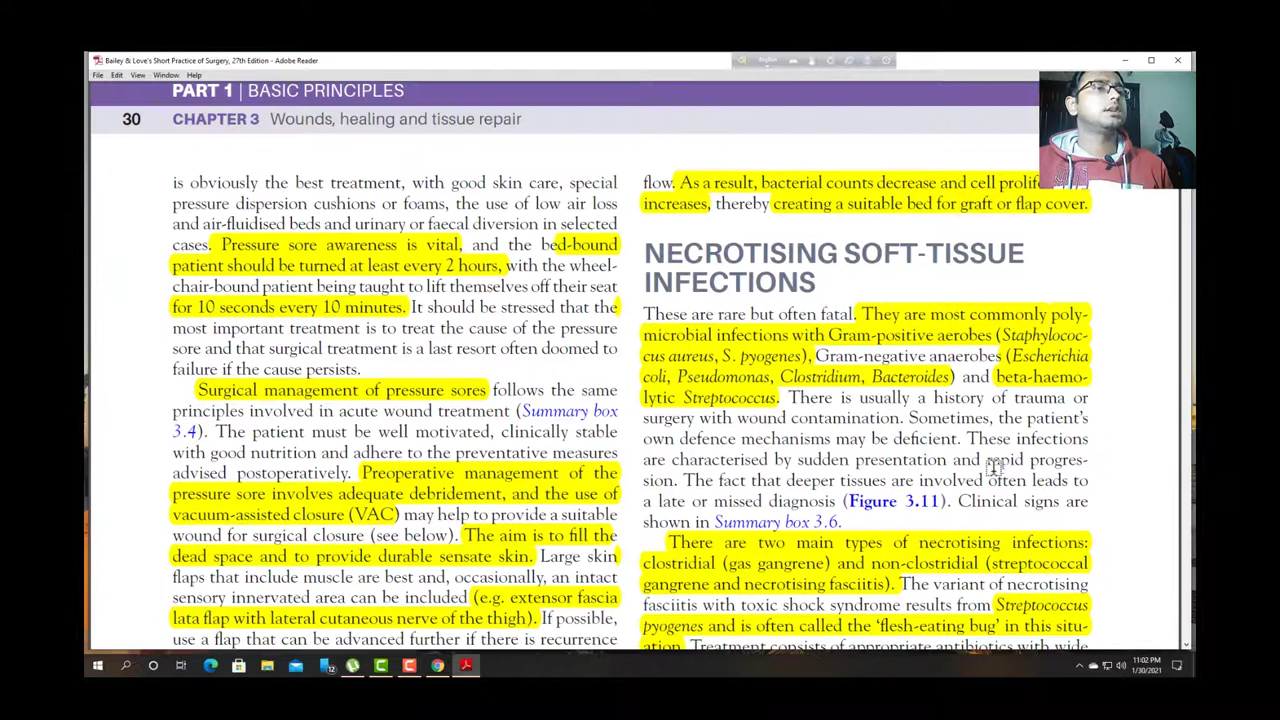 Bailey & Love's Short Practice of Surgery, 27th Edition - Adobe Reader
File Edit View Window Help
English
PART 1 | BASIC PRINCIPLES
30 CHAPTER 3 Wounds, healing and tissue repair
is obviously the best treatment, with good skin care, special
pressure dispersion cushions or foams, the use of low air loss
and air-fluidised beds and urinary or faecal diversion in selected
cases. Pressure sore awareness is vital, and the bed-bound
patient should be turned at least every 2 hours, with the wheel-
chair-bound patient being taught to lift themselves off their seat
for 10 seconds every 10 minutes. It should be stressed that the
most important treatment is to treat the cause of the pressure
sore and that surgical treatment is a last resort often doomed to
failure if the cause persists.
Surgical management of pressure sores follows the same
principles involved in acute wound treatment (Summary box
3.4). The patient must be well motivated, clinically stable
with good nutrition and adhere to the preventative measures
advised postoperatively. Preoperative management of the
pressure sore involves adequate debridement, and the use of
vacuum-assisted closure (VAC) may help to provide a suitable
wound for surgical closure (see below). The aim is to fill the
dead space and to provide durable sensate skin. Large skin
flaps that include muscle are best and, occasionally, an intact
sensory innervated area can be included (e.g. extensor fascia
lata flap with lateral cutaneous nerve of the thigh). If possible,
use a flap that can be advanced further if there is recurrence
flow. As a result, bacterial counts decrease and cell prolif
increases, thereby creating a suitable bed for graft or flap cover.
NECROTISING SOFT-TISSUE
INFECTIONS
These are rare but often fatal. They are most commonly poly-
microbial infections with Gram-positive aerobes (Staphylococ-
cus aureus, S. pyogenes), Gram-negative anaerobes (Escherichia
coli, Pseudomonas, Clostridium, Bacteroides) and beta-haemo-
lytic Streptococcus. There is usually a history of trauma or
surgery with wound contamination. Sometimes, the patient's
own defence mechanisms may be deficient. These infections
are characterised by sudden presentation and rapid progres-
sion. The fact that deeper tissues are involved often leads to
a late or missed diagnosis (Figure 3.11). Clinical signs are
shown in Summary box 3.6.
There are two main types of necrotising infections:
clostridial (gas gangrene) and non-clostridial (streptococcal
gangrene and necrotising fasciitis). The variant of necrotising
fasciitis with toxic shock syndrome results from Streptococcus
pyogenes and is often called the 'flesh-eating bug' in this situ-
ation. Treatment consists of appropriate antibiotics with wide
12
11:02 PM
1/30/2021